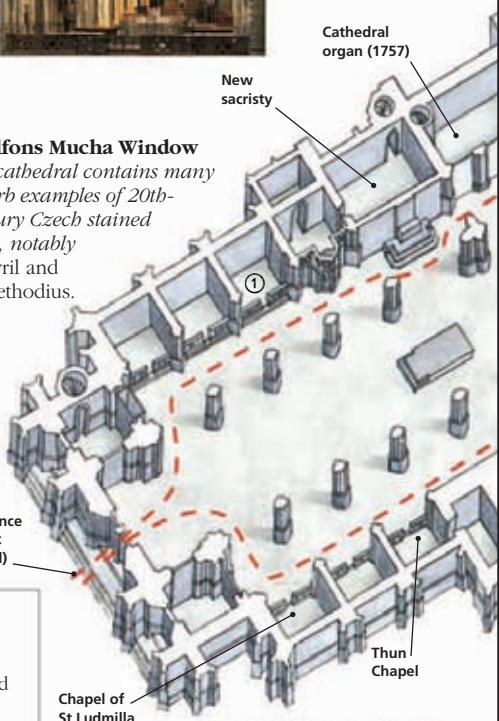 Cathedral
organ (1757)
New
sacristy
lfons Mucha Window
cathedral contains many
rb examples of 20th-
ury Czech stained
, notably
ril and
ethodius.
1
nce
)
Thun
Chapel
Chapel of
St Ludmilla
d